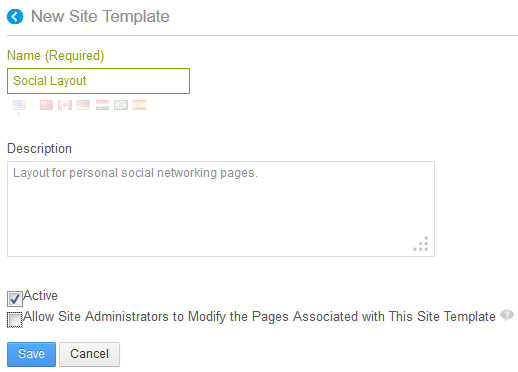 New Site Template
Name (Required)
Social Layout
Description
Layout for personal social networking pages.
Active
Allow Site Administrators to Modify the Pages Associated with This Site Template
Save
Cancel